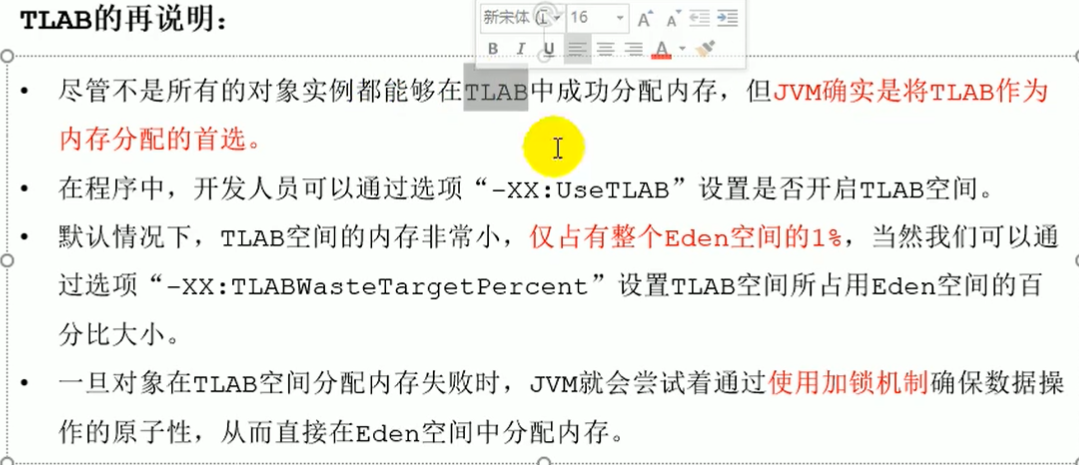 TLAB的再说明:
新宋体 (正 16 A A
B I U A
• 尽管不是所有的对象实例都能够在TLAB中成功分配内存，但JVM确实是将TLAB作为
内存分配的首选。
• 在程序中，开发人员可以通过选项“-XX:UseTLAB”设置是否开启TLAB空间。
• 默认情况下，TLAB空间的内存非常小，仅占有整个Eden空间的1%，当然我们可以通
过选项“-XX:TLABWasteTargetPercent”设置TLAB空间所占用Eden空间的百
分比大小。
• 一旦对象在TLAB空间分配内存失败时，JVM就会尝试着通过使用加锁机制确保数据操
作的原子性，从而直接在Eden空间中分配内存。